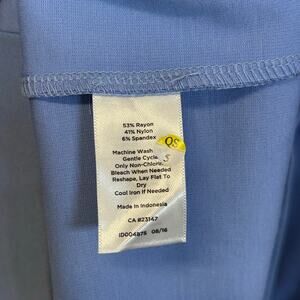 53% Rayon
41% Nylon
6% Spandex
QS
Machine Wash
Gentle Cycle
S
Only Non-Chlorine
Bleach When Needed
Reshape, Lay Flat To
Dry
Cool Iron If Needed
Made in Indonesia
CA #23147
ID004875 08/16